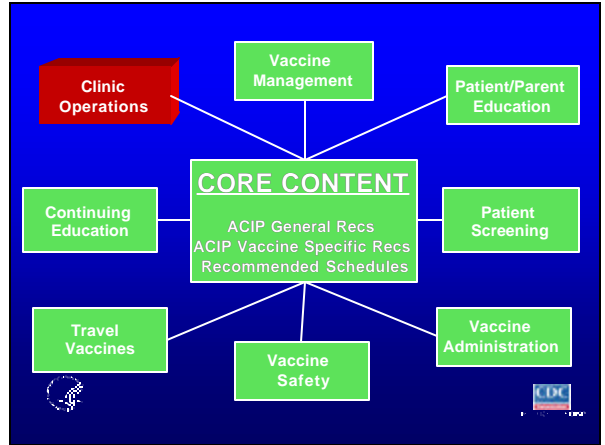 Clinic
Operations
Vaccine
Management
Patient/Parent
Education
CORE CONTENT
ACIP General Recs
ACIP Vaccine Specific Recs
Recommended Schedules
Continuing
Education
Patient
Screening
Travel
Vaccines
Vaccine
Safety
Vaccine
Administration
CDC